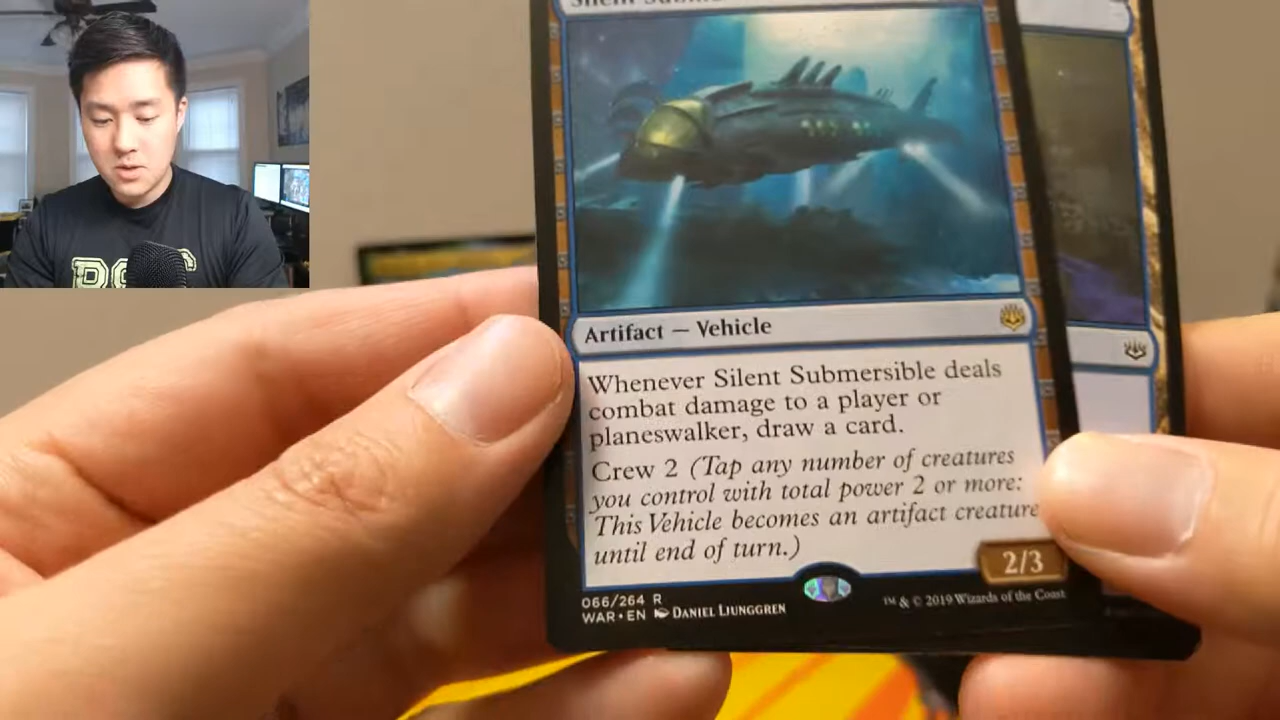 Silent Subm
Artifact — Vehicle
Whenever Silent Submersible deals
combat damage to a player or
planeswalker, draw a card.
Crew 2 (Tap any number of creatures
you control with total power 2 or more:
This Vehicle becomes an artifact creature
until end of turn.)
2/3
066/264 R
WAR • EN DANIEL LJUNGGREN
™ & © 2019 Wizards of the Coast